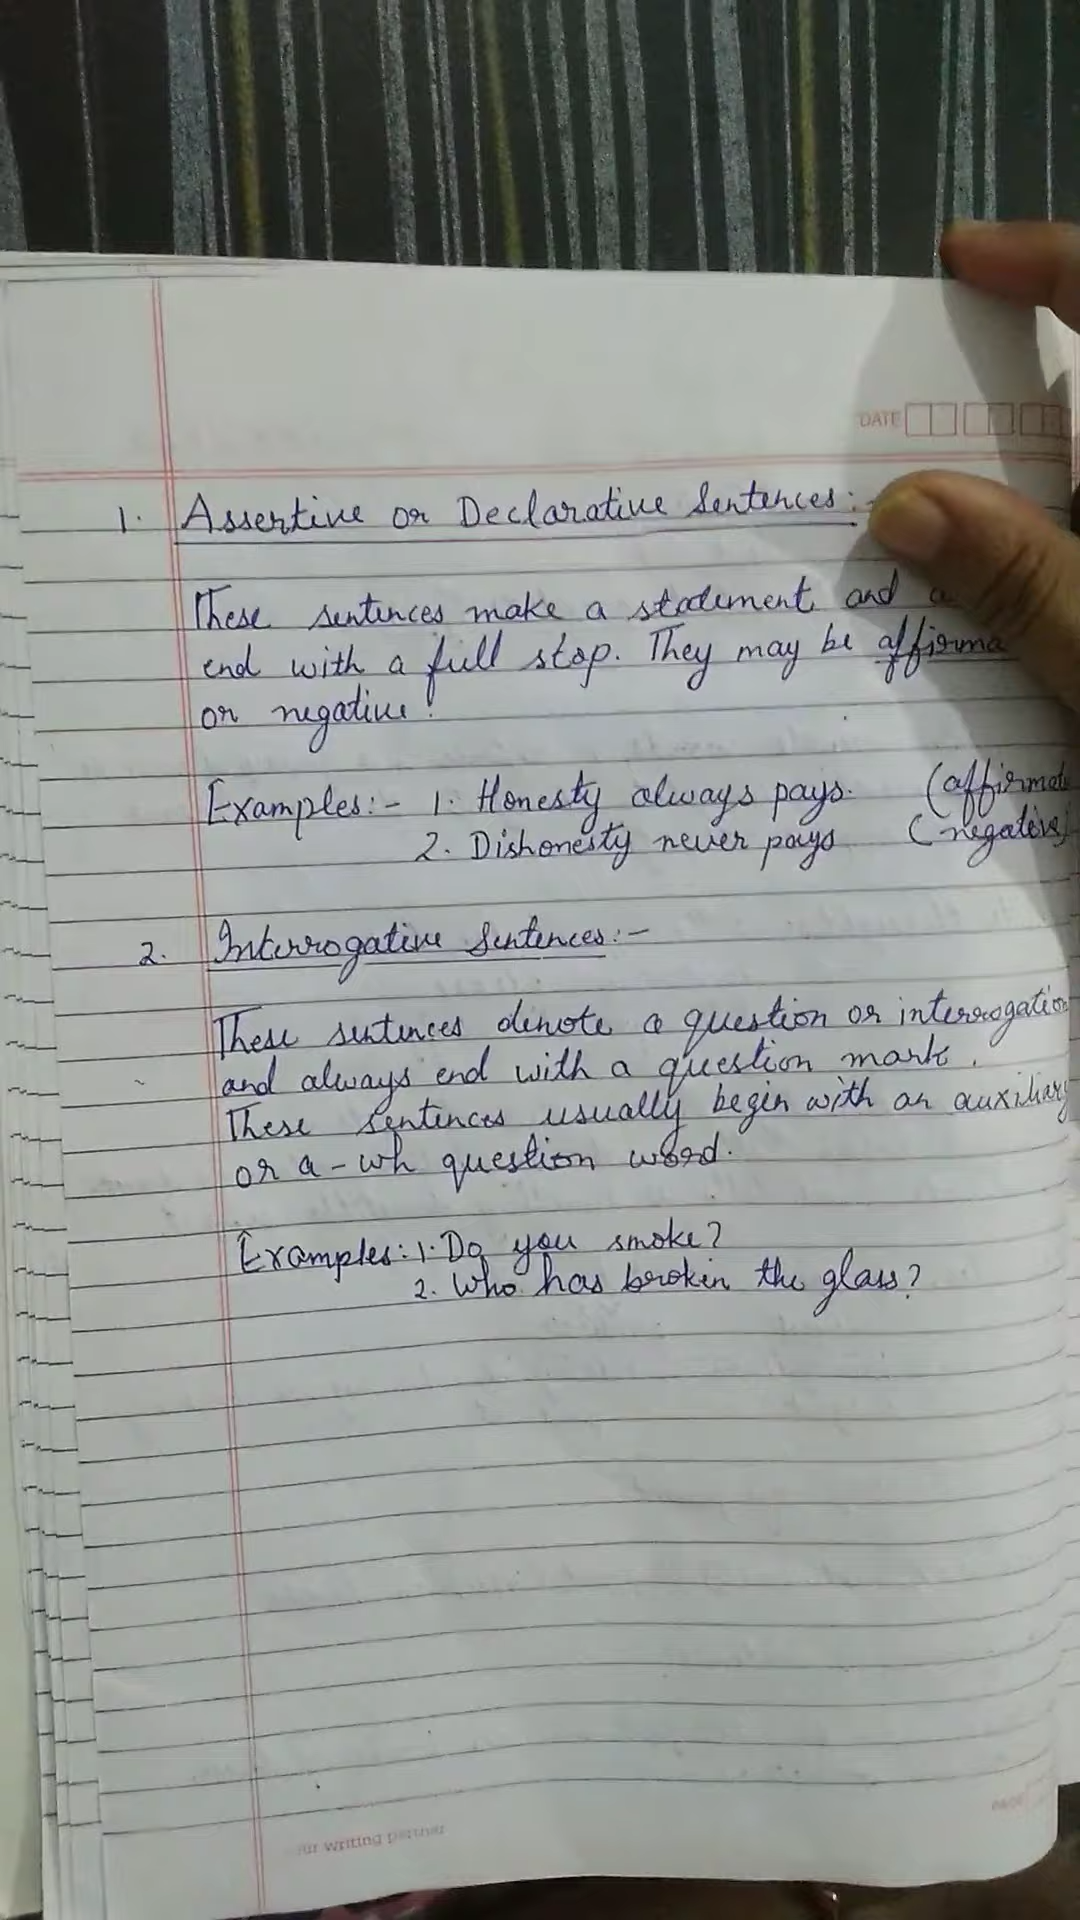 DATE
1. Assertive or Declarative Sentences:-
These sentences make a statement and
end with a full stop. They may be affirma
or negative.
Examples:- 1. Honesty always pays. (affirmat
2. Dishonesty never pays (negative)
2. Interrogative Sentences:-
These sentences denote a question or interrogation
and always end with a question mark.
These sentences usually begin with an auxiliary
or a - wh question word.
Examples: 1. Do you smoke?
2. Who has broken the glass?
writing partner
PAGE